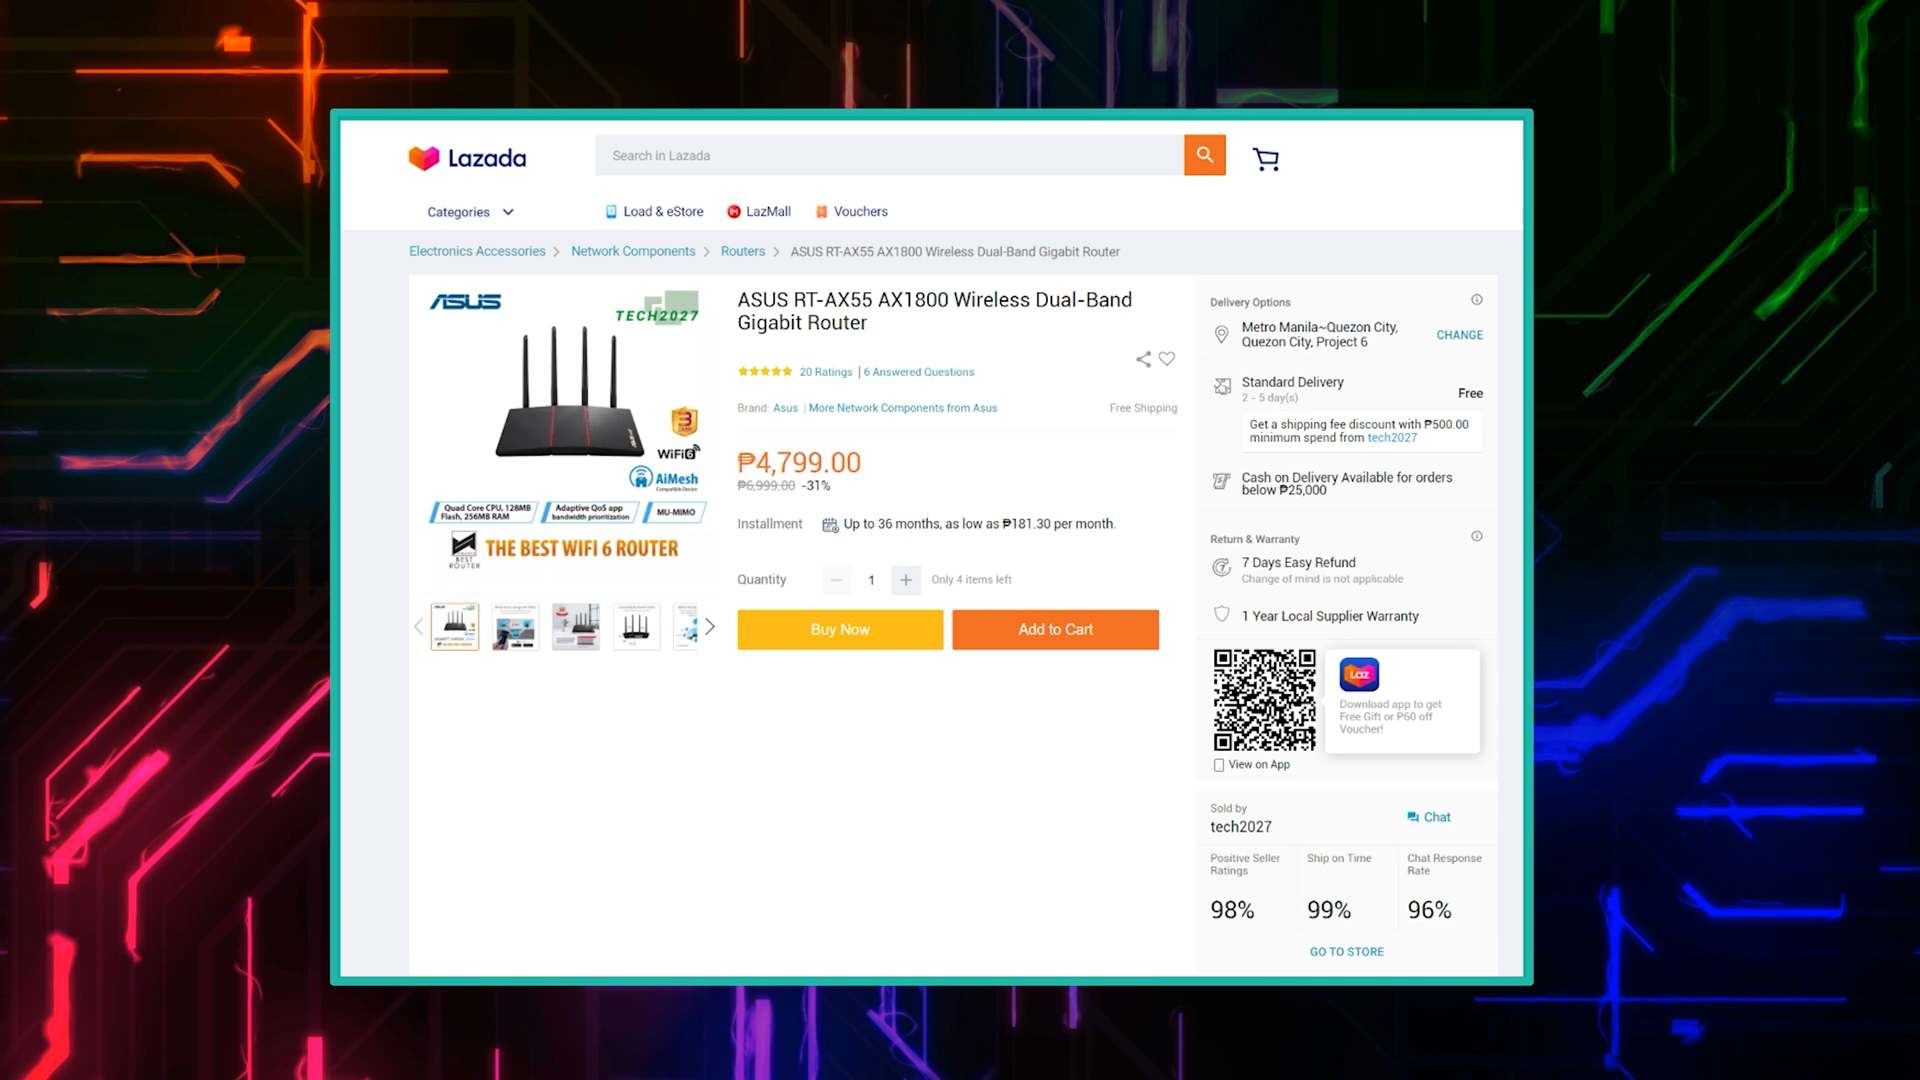 Lazada
Search in Lazada
Categories
Load & eStore
LazMall
Vouchers
Electronics Accessories
Network Components
Routers
ASUS RT-AX55 AX1800 Wireless Dual-Band Gigabit Router
ASUS
TECH2027
WiFi6
AiMesh
Quad Core CPU, 128MB
Flash, 256MB RAM
Adaptive QoS app
bandwidth prioritization
MU-MIMO
BEST
ROUTER
THE BEST WIFI 6 ROUTER
ASUS RT-AX55 AX1800 Wireless Dual-Band
Gigabit Router
20 Ratings | 6 Answered Questions
Brand: Asus | More Network Components from Asus
Free Shipping
₱4,799.00
₱6,999.00 -31%
Installment
Up to 36 months, as low as ₱181.30 per month.
Quantity
1
Only 4 items left
Buy Now
Add to Cart
Delivery Options
Metro Manila~Quezon City,
Quezon City, Project 6
CHANGE
Standard Delivery
2 - 5 day(s)
Free
Get a shipping fee discount with ₱500.00
minimum spend from tech2027
Cash on Delivery Available for orders
below ₱25,000
Return & Warranty
7 Days Easy Refund
Change of mind is not applicable
1 Year Local Supplier Warranty
Laz
Download app to get
Free Gift or P60 off
Voucher!
View on App
Sold by
tech2027
Chat
Positive Seller
Ratings
98%
Ship on Time
99%
Chat Response
Rate
96%
GO TO STORE